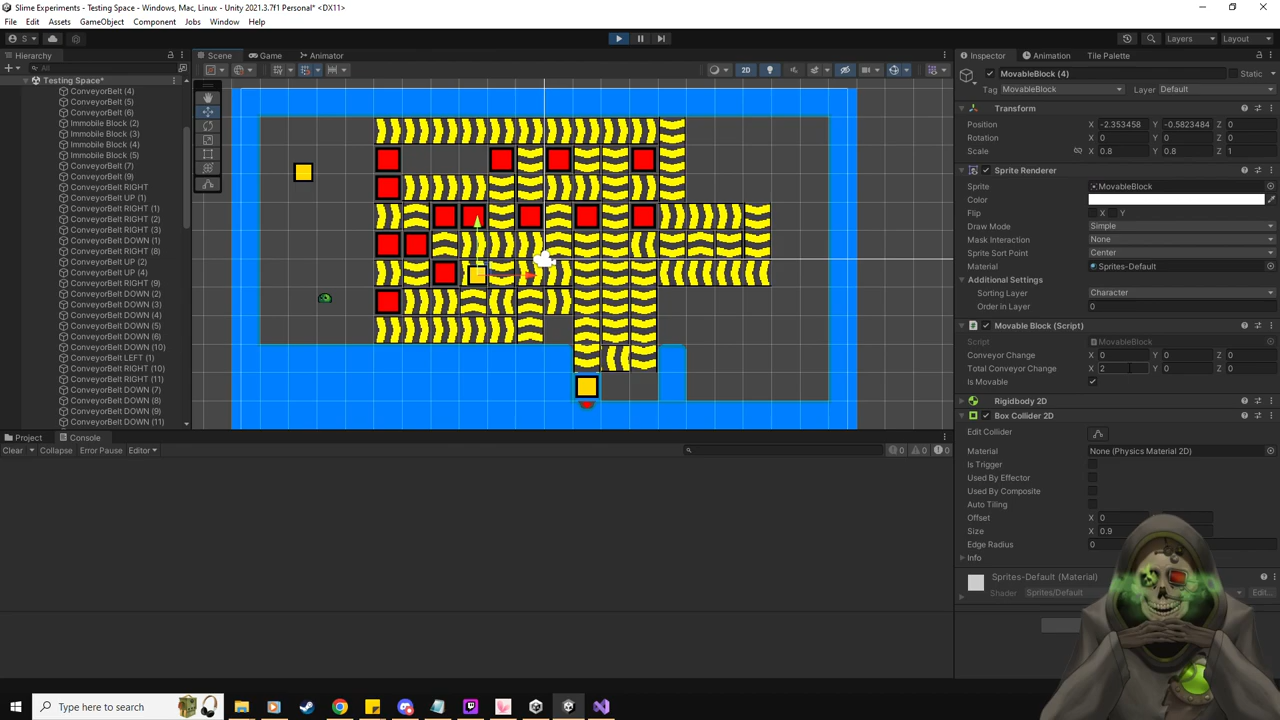 Slime Experiments - Testing Space - Windows, Mac, Linux - Unity 2021.3.7f1 Personal* <DX11>
File Edit Assets GameObject Component Jobs Window Help
S
Layers Layout
Hierarchy
All
Testing Space*
ConveyorBelt (4)
ConveyorBelt (5)
ConveyorBelt (6)
Immobile Block (2)
Immobile Block (3)
Immobile Block (4)
Immobile Block (5)
ConveyorBelt (7)
ConveyorBelt (9)
ConveyorBelt RIGHT
ConveyorBelt UP (1)
ConveyorBelt RIGHT (1)
ConveyorBelt RIGHT (2)
ConveyorBelt RIGHT (3)
ConveyorBelt DOWN (1)
ConveyorBelt RIGHT (8)
ConveyorBelt UP (2)
ConveyorBelt UP (4)
ConveyorBelt RIGHT (9)
ConveyorBelt DOWN (2)
ConveyorBelt DOWN (3)
ConveyorBelt DOWN (4)
ConveyorBelt DOWN (5)
ConveyorBelt DOWN (6)
ConveyorBelt DOWN (10)
ConveyorBelt LEFT (1)
ConveyorBelt RIGHT (10)
ConveyorBelt RIGHT (11)
ConveyorBelt DOWN (7)
ConveyorBelt DOWN (8)
ConveyorBelt DOWN (9)
ConveyorBelt DOWN (11)
Scene Game Animator
2D
Inspector Animation Tile Palette
MovableBlock (4) Static
Tag MovableBlock Layer Default
Transform
Position X -2.353458 Y -0.5823484 Z 0
Rotation X 0 Y 0 Z 0
Scale X 0.8 Y 0.8 Z 1
Sprite Renderer
Sprite MovableBlock
Color
Flip X Y
Draw Mode Simple
Mask Interaction None
Sprite Sort Point Center
Material Sprites-Default
Additional Settings
Sorting Layer Character
Order in Layer 0
Movable Block (Script)
Script MovableBlock
Conveyor Change X 0 Y 0 Z 0
Total Conveyor Change X 2 Y 0 Z 0
Is Movable
Rigidbody 2D
Box Collider 2D
Edit Collider
Material None (Physics Material 2D)
Is Trigger
Used By Effector
Used By Composite
Auto Tiling
Offset X 0
Size X 0.9
Edge Radius 0
Info
Sprites-Default (Material)
Shader Sprites/Default Edit...
Project Console
Clear Collapse Error Pause Editor
0 0 0
Type here to search